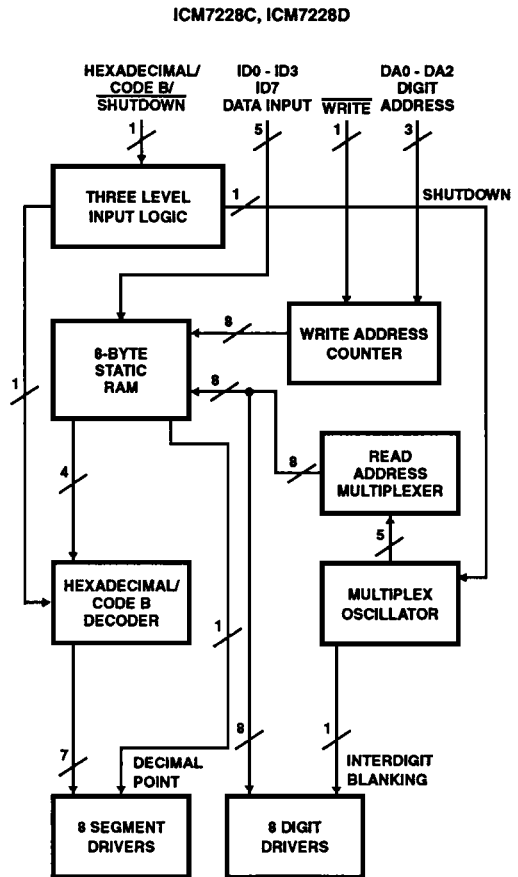 ICM7228C, ICM7228D
HEXADECIMAL/
CODE B/
SHUTDOWN
ID0 - ID3
ID7
DATA INPUT
WRITE
DA0 - DA2
DIGIT
ADDRESS
1
5
1
3
THREE LEVEL
INPUT LOGIC
1
SHUTDOWN
8-BYTE
STATIC
RAM
8
WRITE ADDRESS
COUNTER
1
8
8
READ
ADDRESS
MULTIPLEXER
4
5
HEXADECIMAL/
CODE B
DECODER
MULTIPLEX
OSCILLATOR
1
7
8
1
DECIMAL
POINT
INTERDIGIT
BLANKING
8 SEGMENT
DRIVERS
8 DIGIT
DRIVERS